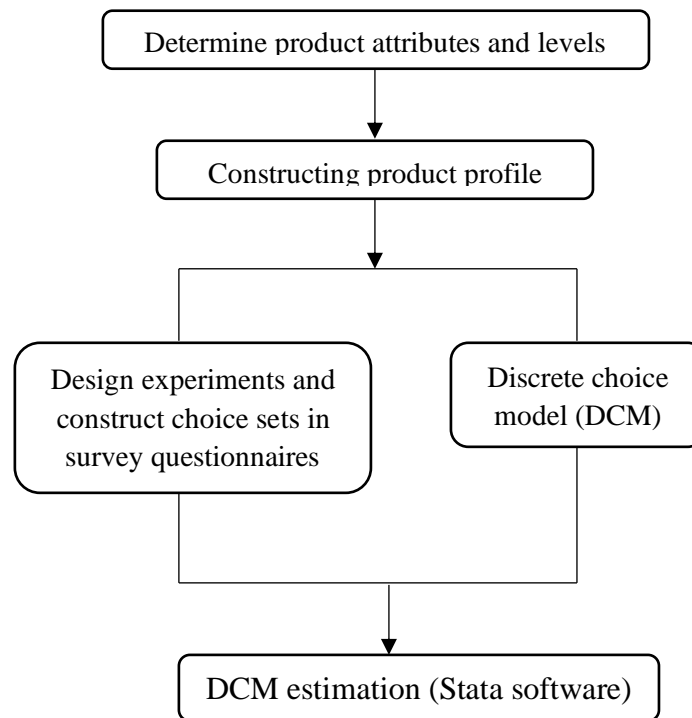 Determine product attributes and levels
Constructing product profile
Design experiments and
construct choice sets in
survey questionnaires
Discrete choice
model (DCM)
DCM estimation (Stata software)